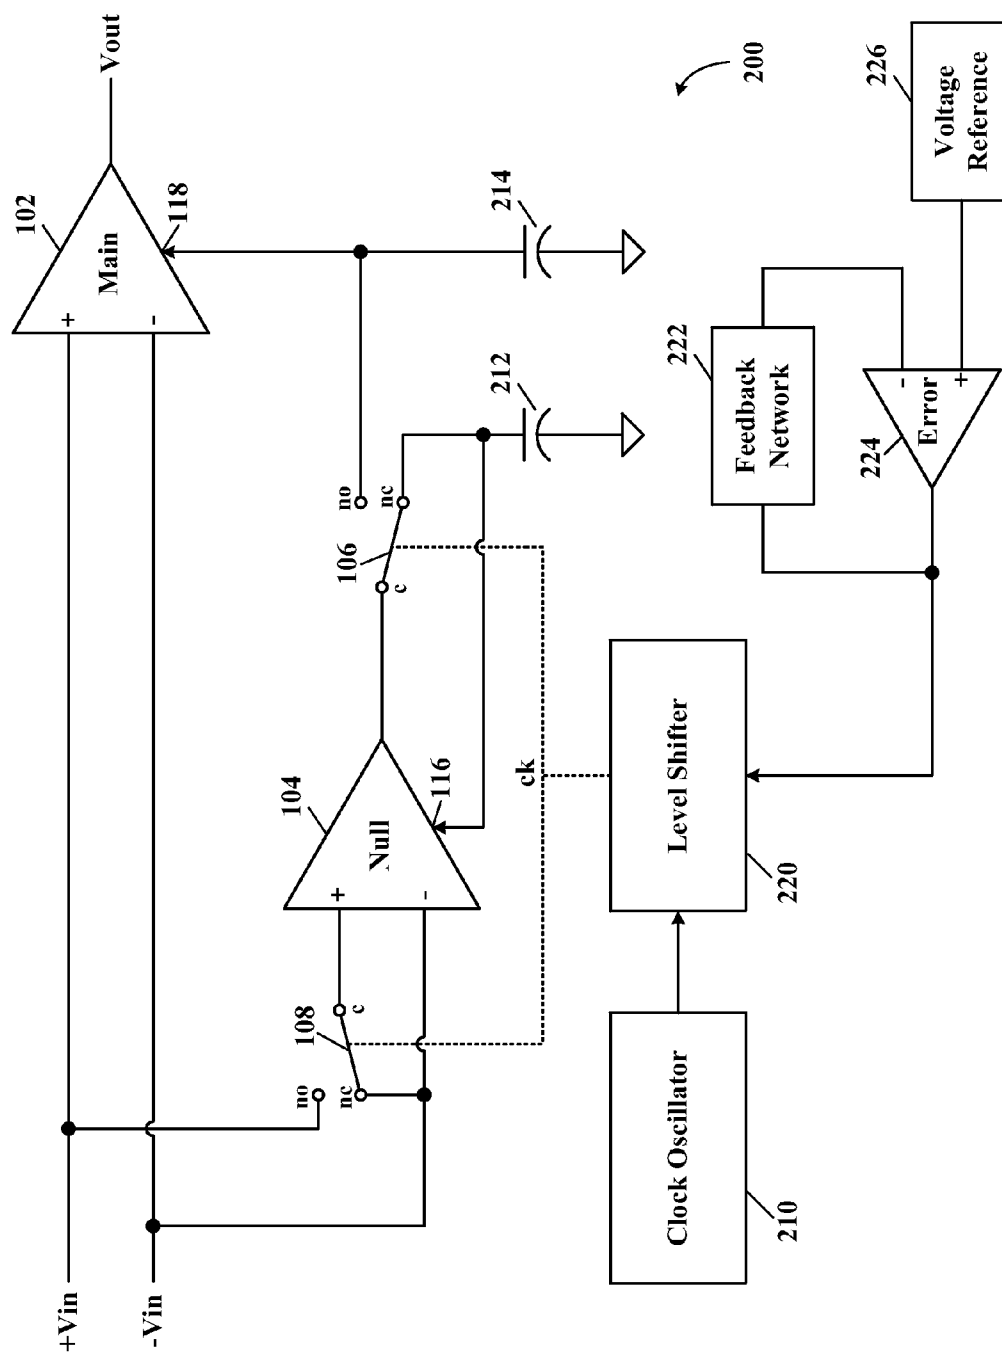 +Vin
-Vin
102
+
-
Main
118
Vout
108
no
nc
c
104
+
-
Null
116
106
c
no
nc
212
214
ck
200
210
Clock Oscillator
220
Level Shifter
222
Feedback
Network
224
Error
-
+
226
Voltage
Reference